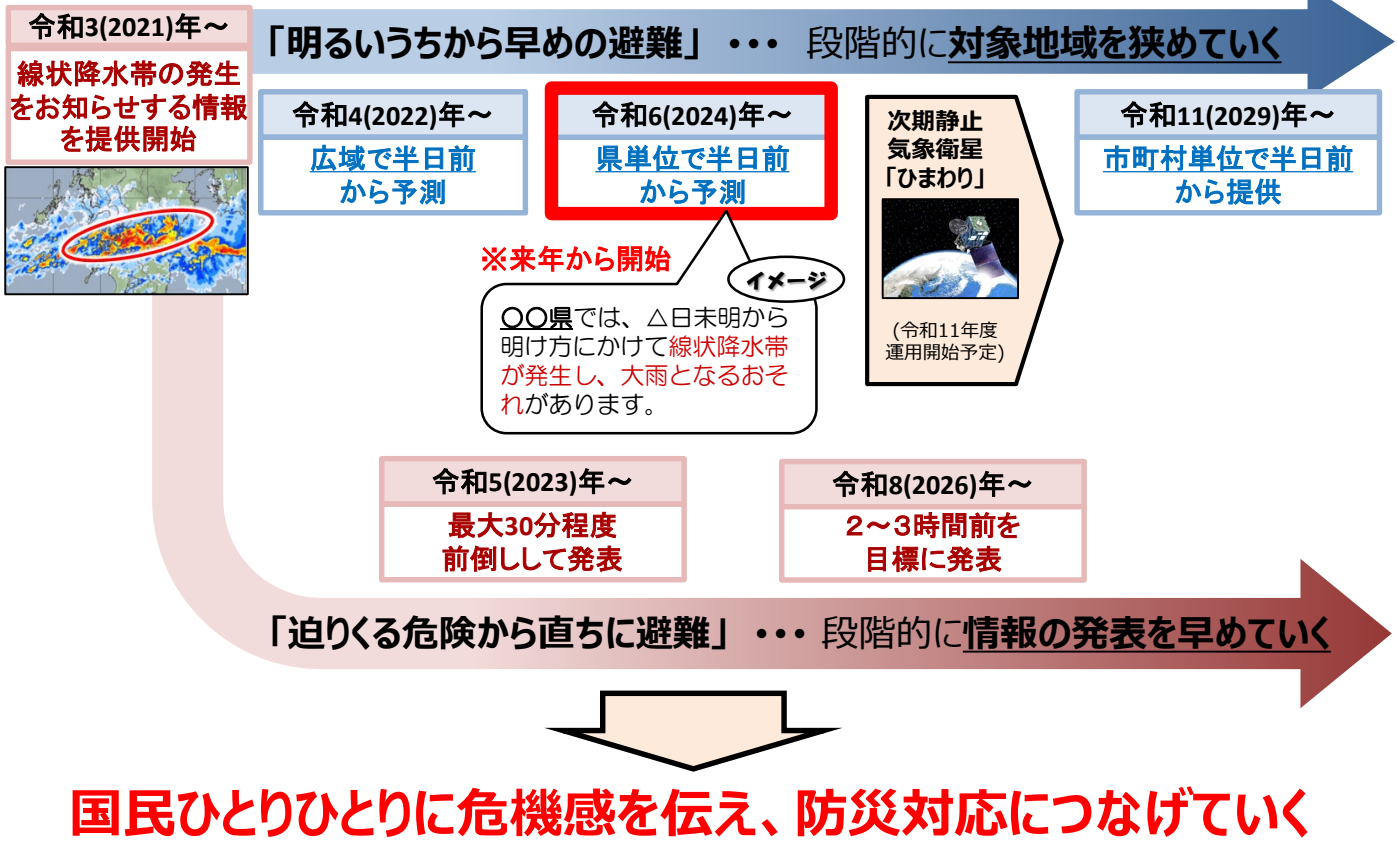 令和3(2021)年～
線状降水帯の発生
をお知らせする情報
を提供開始
「明るいうちから早めの避難」 ・・・ 段階的に対象地域を狭めていく
令和4(2022)年～
広域で半日前
から予測
令和6(2024)年～
県単位で半日前
から予測
次期静止
気象衛星
「ひまわり」
(令和11年度
運用開始予定)
令和11(2029)年～
市町村単位で半日前
から提供
※来年から開始
イメージ
〇〇県では、△日未明から
明け方にかけて線状降水帯
が発生し、大雨となるおそ
れがあります。
令和5(2023)年～
最大30分程度
前倒しして発表
令和8(2026)年～
２～３時間前を
目標に発表
「迫りくる危険から直ちに避難」 ・・・ 段階的に情報の発表を早めていく
国民ひとりひとりに危機感を伝え、防災対応につなげていく